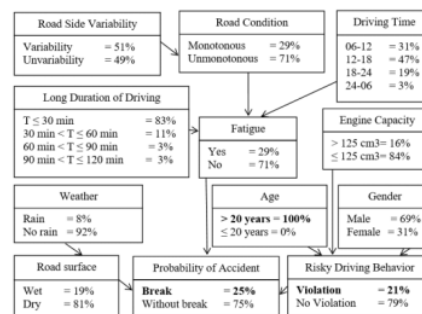 Road Side Variability
Variability = 51%
Unvariability = 49%
Road Condition
Monotonous = 29%
Unmonotonous = 71%
Driving Time
06-12 = 31%
12-18 = 47%
18-24 = 19%
24-06 = 3%
Long Duration of Driving
T ≤ 30 min = 83%
30 min < T ≤ 60 min = 11%
60 min < T ≤ 90 min = 3%
90 min < T ≤ 120 min = 3%
Fatigue
Yes = 29%
No = 71%
Engine Capacity
> 125 cm3= 16%
≤ 125 cm3= 84%
Weather
Rain = 8%
No rain = 92%
Age
> 20 years = 100%
≤ 20 years = 0%
Gender
Male = 69%
Female = 31%
Road surface
Wet = 19%
Dry = 81%
Probability of Accident
Break = 25%
Without break = 75%
Risky Driving Behavior
Violation = 21%
No Violation = 79%